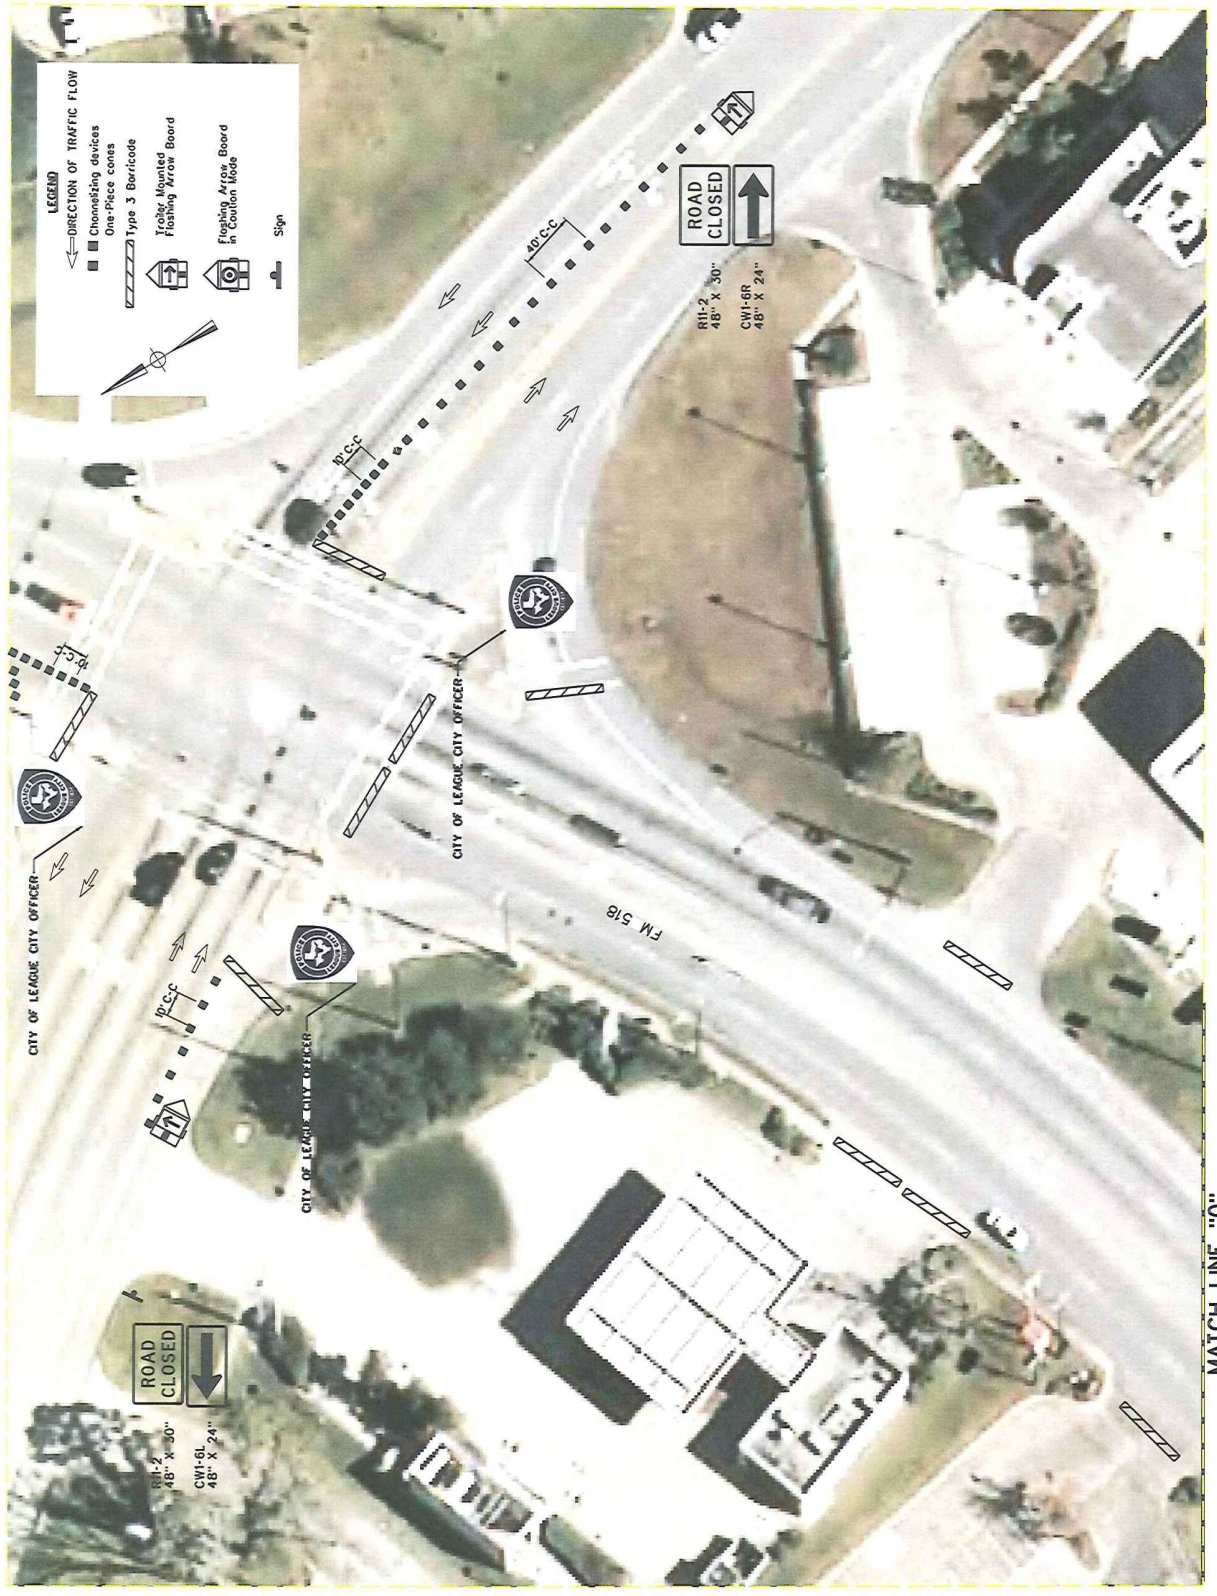 LEGEND
DIRECTION OF TRAFFIC FLOW
Channelizing devices
One-Piece cones
Type 3 Barricade
Trailer Mounted
Flashing Arrow Board
Flashing Arrow Board
in Caution Mode
Sign
40' C-C
10' C-C
10' C-C
10' C-C
ROAD
CLOSED
R11-2
48" X 30"
CW1-6R
48" X 24"
CITY OF LEAGUE CITY OFFICER
CITY OF LEAGUE CITY OFFICER
CITY OF LEAGUE CITY OFFICER
POLICE
POLICE
POLICE
FM 518
ROAD
CLOSED
R11-2
48" X 30"
CW1-6L
48" X 24"
MATCH LINE